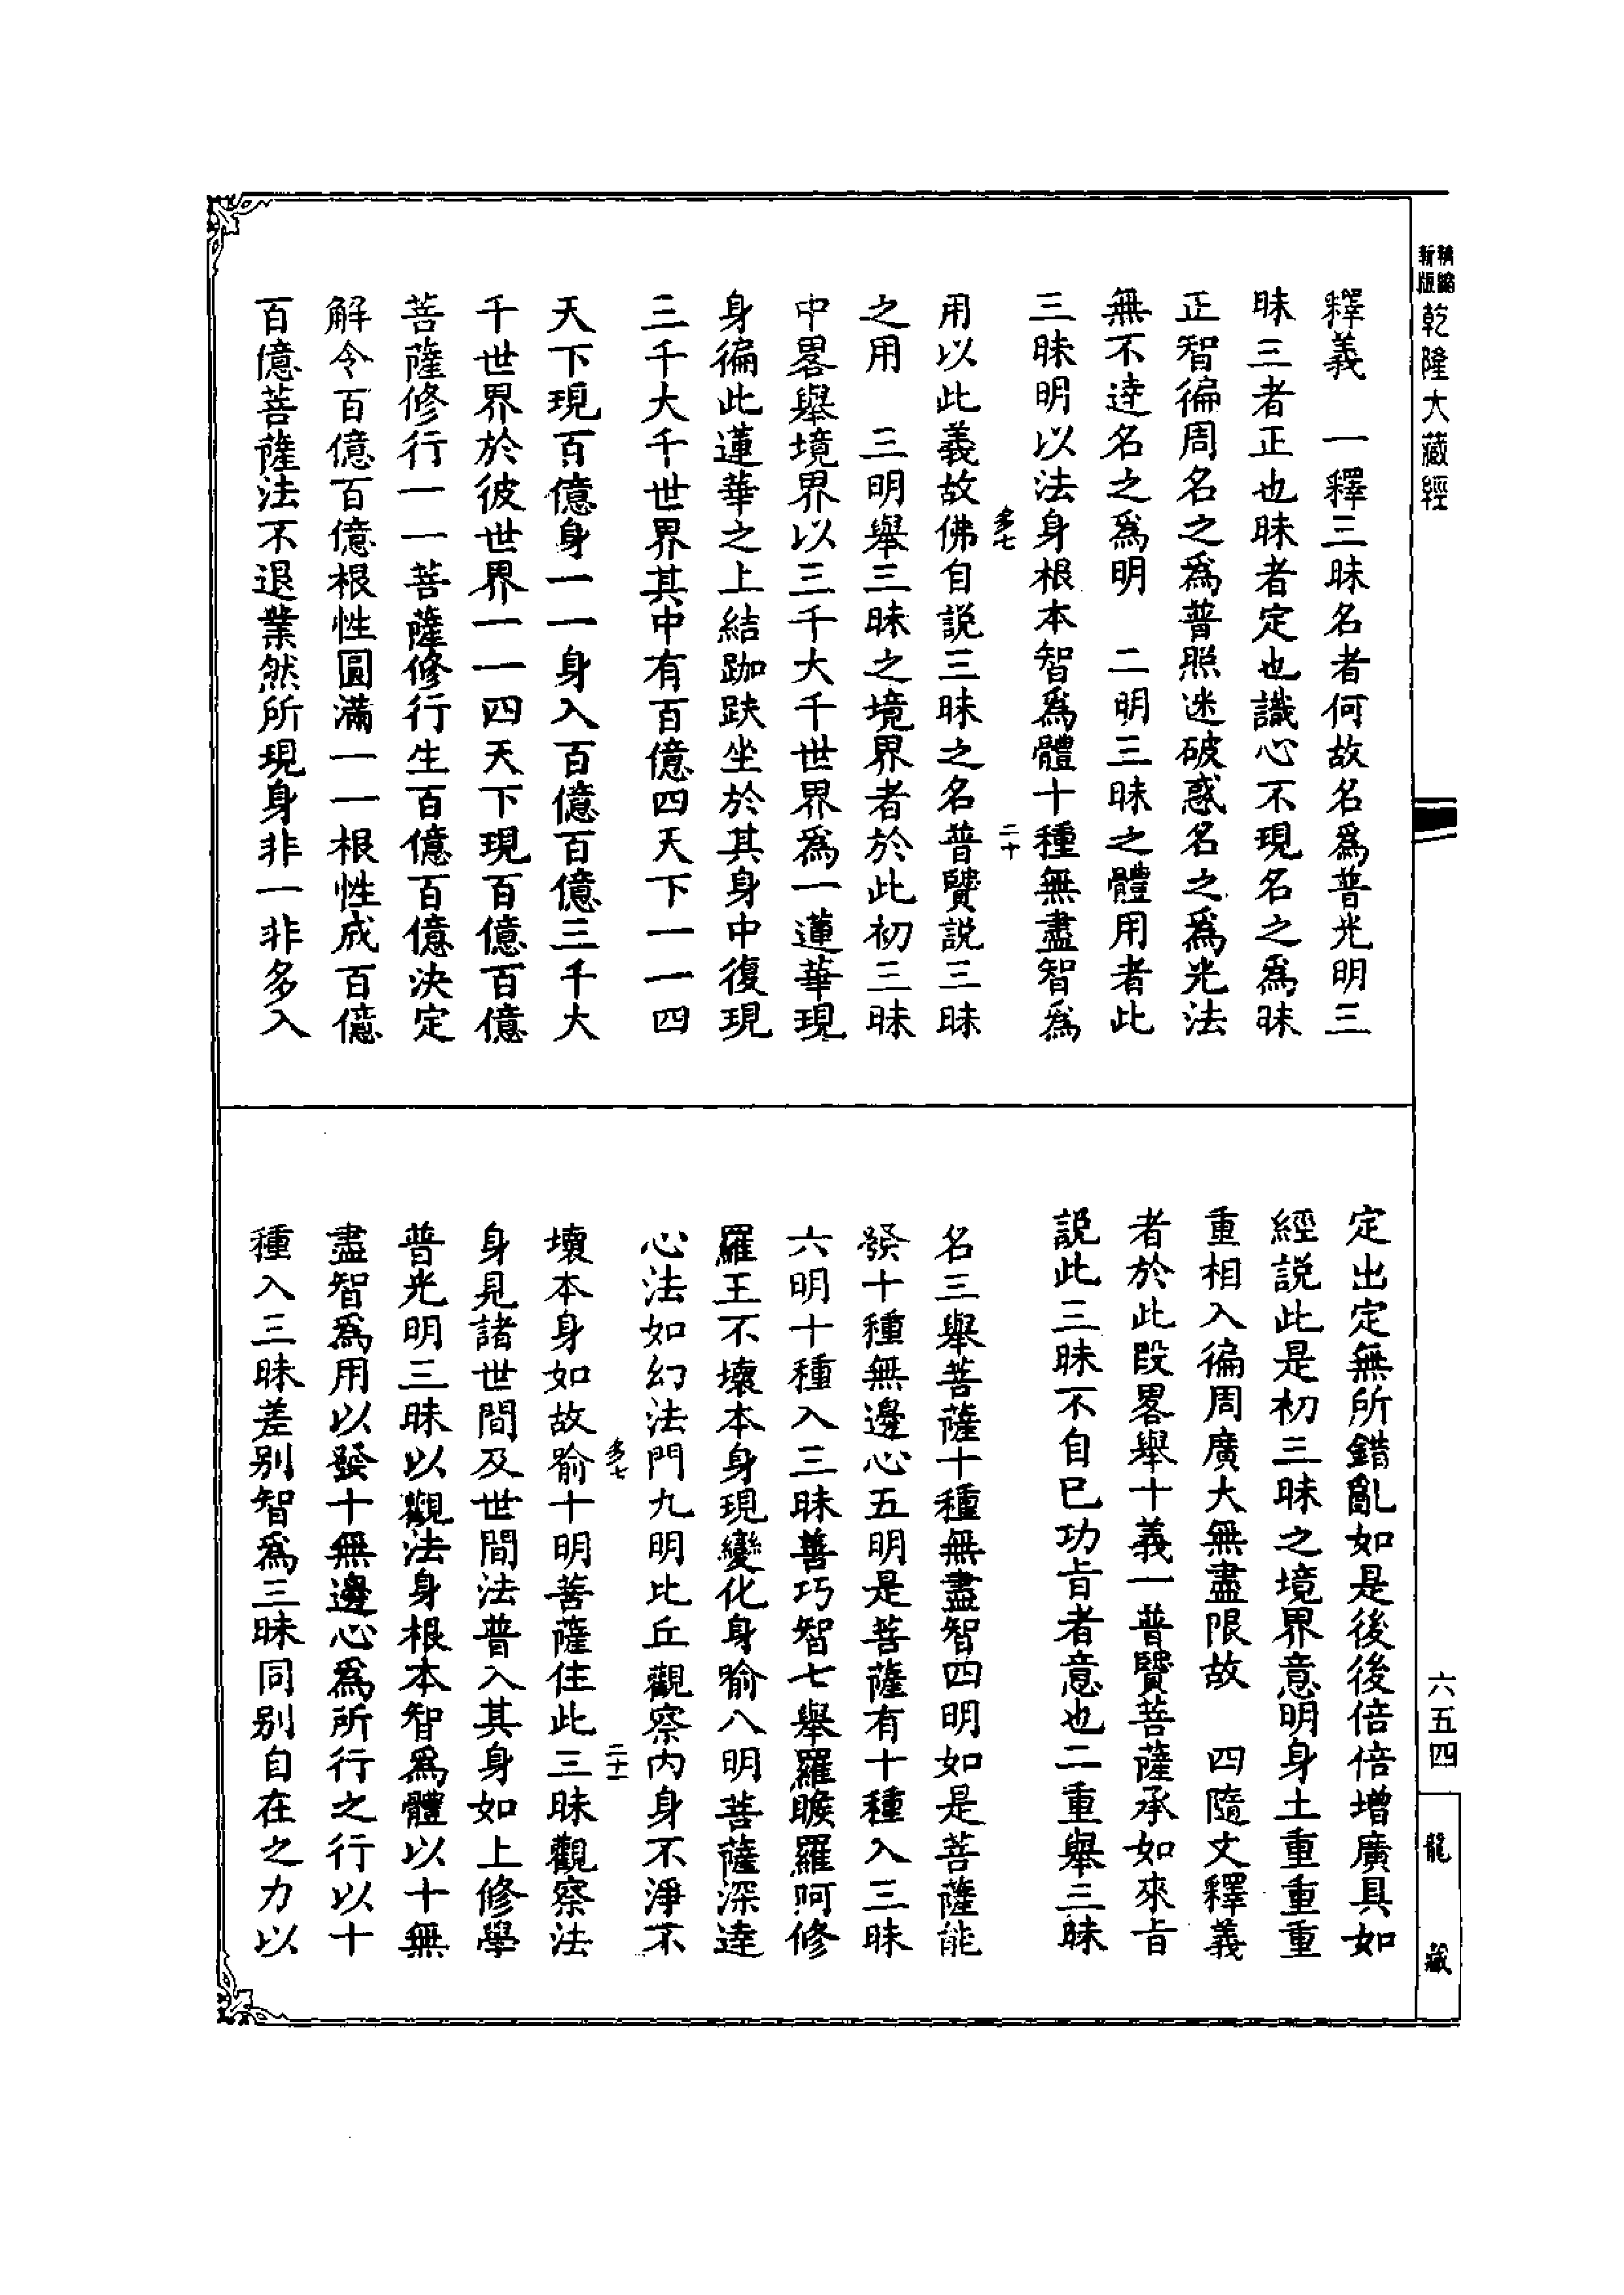 精縮
新版
乾隆大藏經
釋義　一釋三昧名者何故名為普光明三
昧三者正也昧者定也識心不現名之為昧
正智徧周名之為普照迷破惑名之為光法
無不達名之為明　二明三昧之體用者此
三昧明以法身根本智為體十種無盡智為
多七
二十
用以此義故佛自説三昧之名普賢説三昧
之用　三明舉三昧之境界者於此初三昧
中畧舉境界以三千大千世界為一蓮華現
身徧此蓮華之上結跏趺坐於其身中復現
三千大千世界其中有百億四天下一一四
天下現百億身一一身入百億百億三千大
千世界於彼世界一一四天下現百億百億
菩薩修行一一菩薩修行生百億百億決定
解令百億百億根性圓滿一一根性成百億
百億菩薩法不退業然所現身非一非多入
定出定無所錯亂如是後後倍倍增廣具如
經説此是初三昧之境界意明身土重重重
重相入徧周廣大無盡限故　四隨文釋義
者於此段畧舉十義一普賢菩薩承如來㫖
説此三昧不自已功㫖者意也二重舉三昧
名三舉菩薩十種無盡智四明如是菩薩能
發十種無邊心五明是菩薩有十種入三昧
六明十種入三昧善巧智七舉羅睺羅阿修
羅王不壞本身現變化身喻八明菩薩深達
心法如幻法門九明比丘觀察內身不淨不
多七
二十一
壞本身如故喻十明菩薩住此三昧觀察法
身見諸世間及世間法普入其身如上修學
普光明三昧以觀法身根本智為體以十無
盡智為用以發十無邊心為所行之行以十
種入三昧差別智為三昧同別自在之力以
六五四
龍
藏